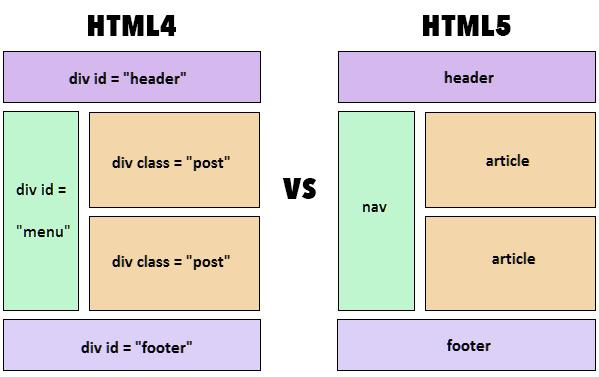 HTML4
div id = "header"
div id =
"menu"
div class = "post"
div class = "post"
div id = "footer"
VS
HTML5
header
nav
article
article
footer